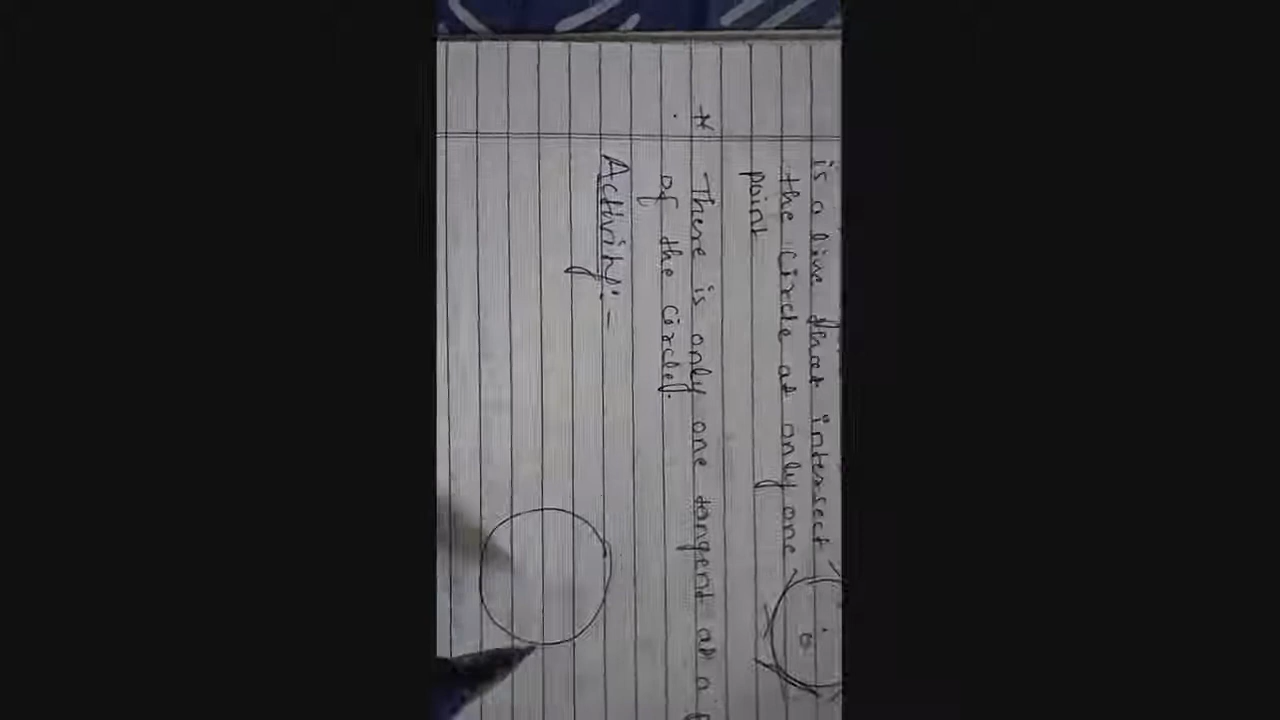 is a line that intersect
the circle at only one
point
* There is only one tangent at a
of the circle.
Activity:-
o